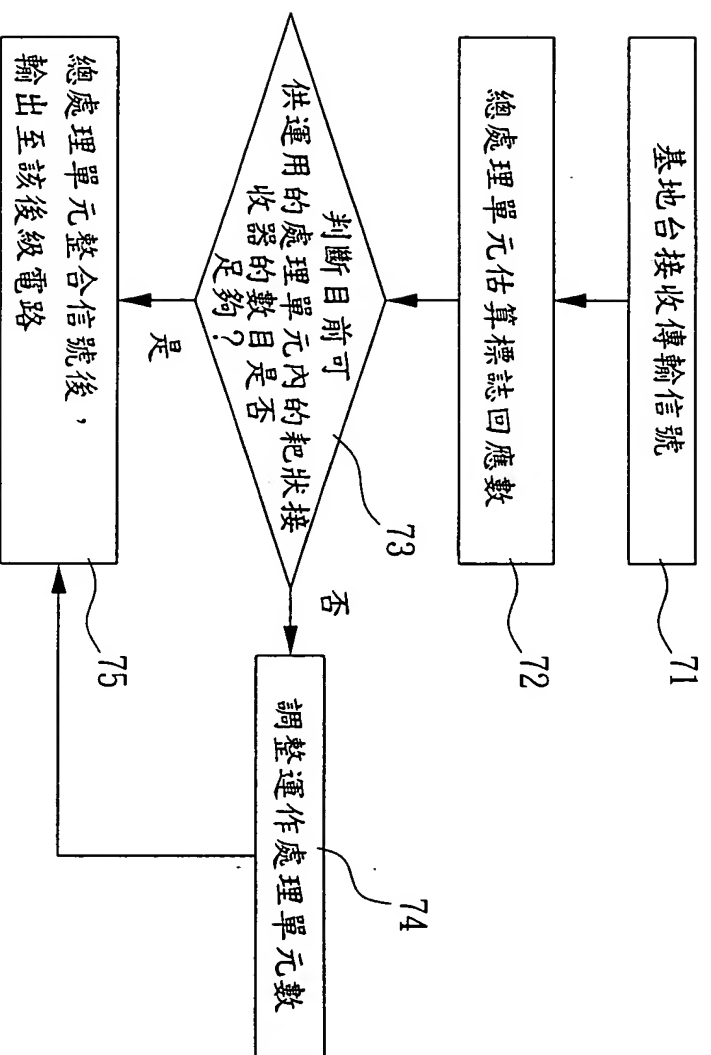 基地台接收傳輸信號
71
總處理單元估算標誌回應數
72
判斷目前可
供運用的處理單元內的耙狀接
收器的數目是否
足夠？
73
否
是
調整運作處理單元數
74
總處理單元整合信號後，
輸出至該後級電路
75